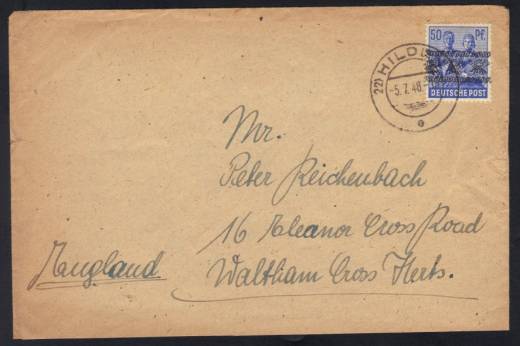 50 Pf.
DEUTSCHE POST
22) HILD
-5.7.48-
e
Mr.
Peter Reichenbach
16 Eleanor Cross Road
England
Waltham Cross Herts.